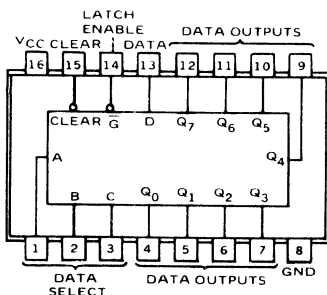 LATCH
ENABLE
VCC CLEAR DATA DATA OUTPUTS
16 15 14 13 12 11 10 9
CLEAR G D Q7 Q6 Q5
Q4
A
B C Q0 Q1 Q2 Q3
1 2 3 4 5 6 7 8
GND
DATA DATA OUTPUTS
SELECT